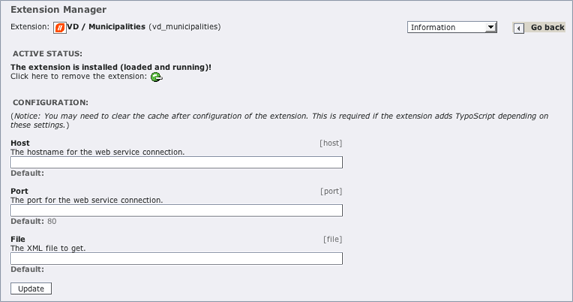 Extension Manager
Extension: VD / Municipalities (vd_municipalities) Information Go back
ACTIVE STATUS:
The extension is installed (loaded and running)!
Click here to remove the extension:
CONFIGURATION:
(Notice: You may need to clear the cache after configuration of the extension. This is required if the extension adds TypoScript depending on
these settings.)
Host [host]
The hostname for the web service connection.
Default:
Port [port]
The port for the web service connection.
Default: 80
File [file]
The XML file to get.
Default:
Update